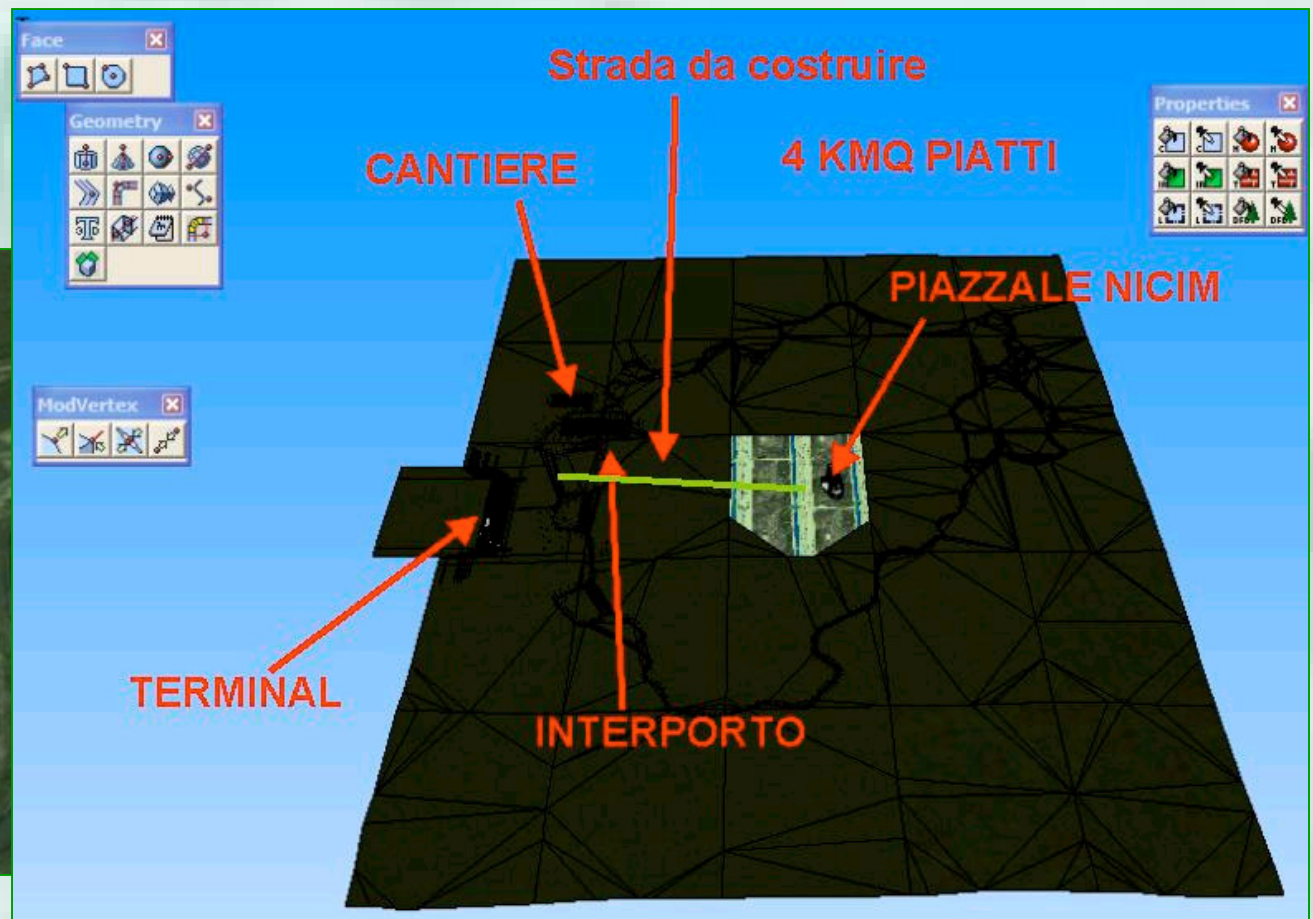 Face
Strada da costruire
Properties
Geometry
CANTIERE
4 KMQ PIATTI
PIAZZALE NICIM
ModVertex
TERMINAL
INTERPORTO